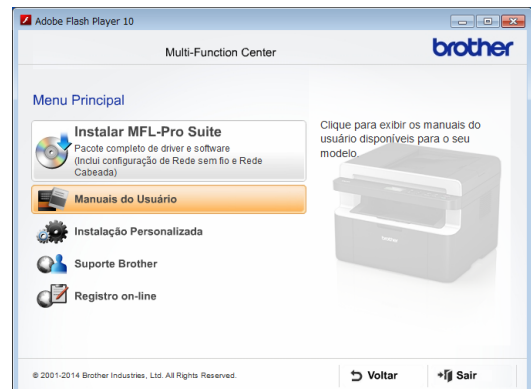 Adobe Flash Player 10
Multi-Function Center
brother
Menu Principal
Instalar MFL-Pro Suite
Pacote completo de driver e software
(Inclui configuração de Rede sem fio e Rede
Cabeada)
Manuais do Usuário
Instalação Personalizada
Suporte Brother
Registro on-line
Clique para exibir os manuais do
usuário disponíveis para o seu
modelo.
© 2001-2014 Brother Industries, Ltd. All Rights Reserved.
Voltar
Sair